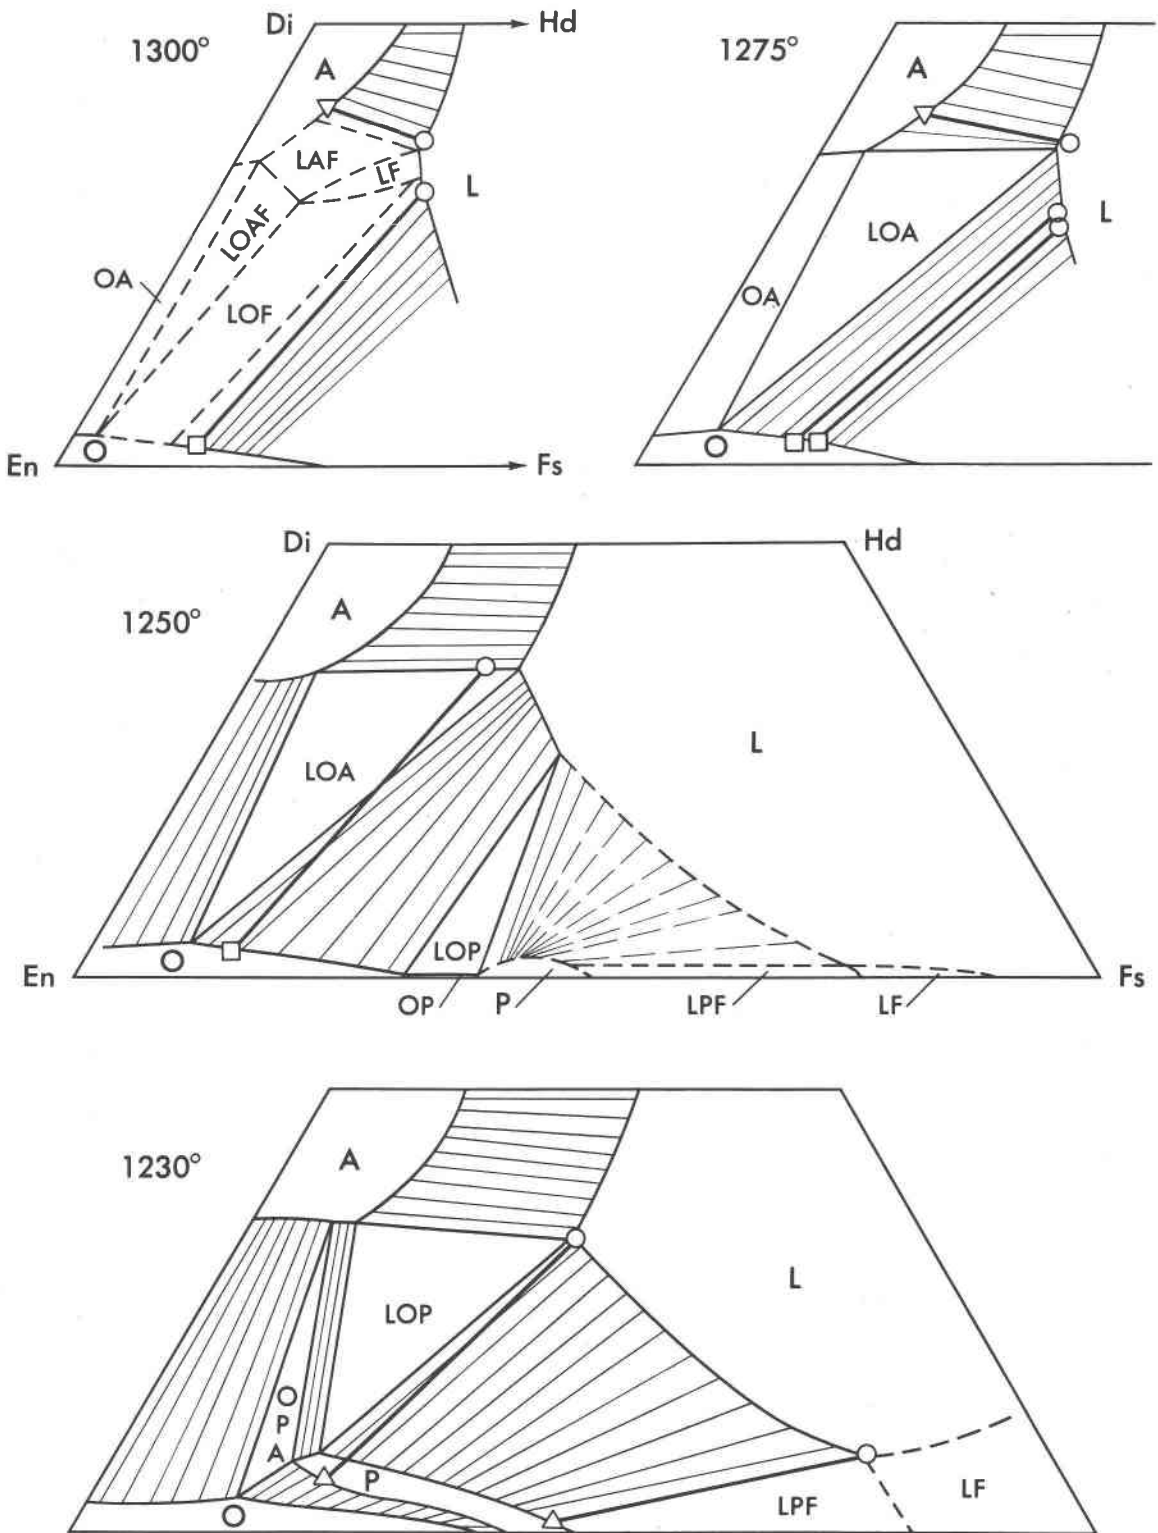 Di
Hd
1300°
A
LAF
LF
L
LOAF
OA
LOF
O
En
Fs
1275°
A
LOA
L
OA
O
Di
Hd
1250°
A
L
LOA
LOP
O
En
Fs
OP
P
LPF
LF
1230°
A
L
LOP
O
P
A
P
LPF
LF
O